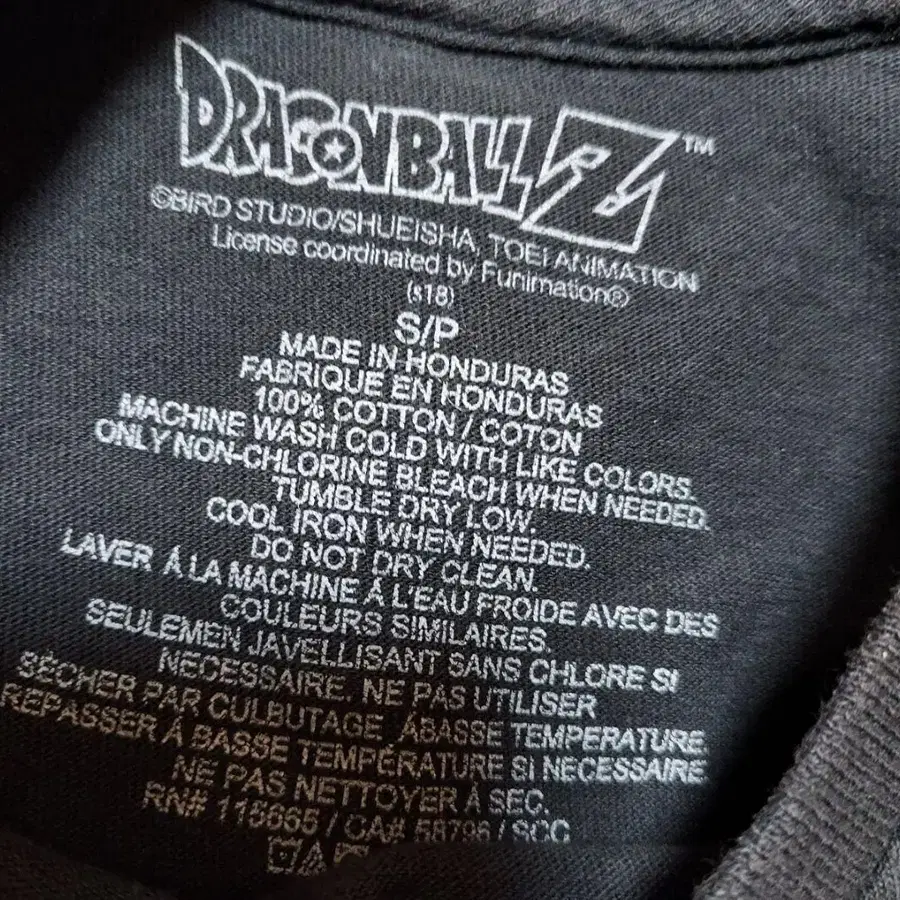 DRAGONBALL Z™
©BIRD STUDIO/SHUEISHA, TOEI ANIMATION
License coordinated by Funimation®
(s18)
S/P
MADE IN HONDURAS
FABRIQUE EN HONDURAS
100% COTTON / COTON
MACHINE WASH COLD WITH LIKE COLORS.
ONLY NON-CHLORINE BLEACH WHEN NEEDED.
TUMBLE DRY LOW.
COOL IRON WHEN NEEDED.
DO NOT DRY CLEAN.
LAVER À LA MACHINE À L'EAU FROIDE AVEC DES
COULEURS SIMILAIRES.
SEULEMEN JAVELLISANT SANS CHLORE SI
NECESSAIRE. NE PAS UTILISER
SÉCHER PAR CULBUTAGE ÀBASSE TEMPERATURE.
REPASSER À BASSE TEMPÉRATURE SI NECESSAIRE
NE PAS NETTOYER À SEC.
RN# 115665 / CA# 58796 / SCC